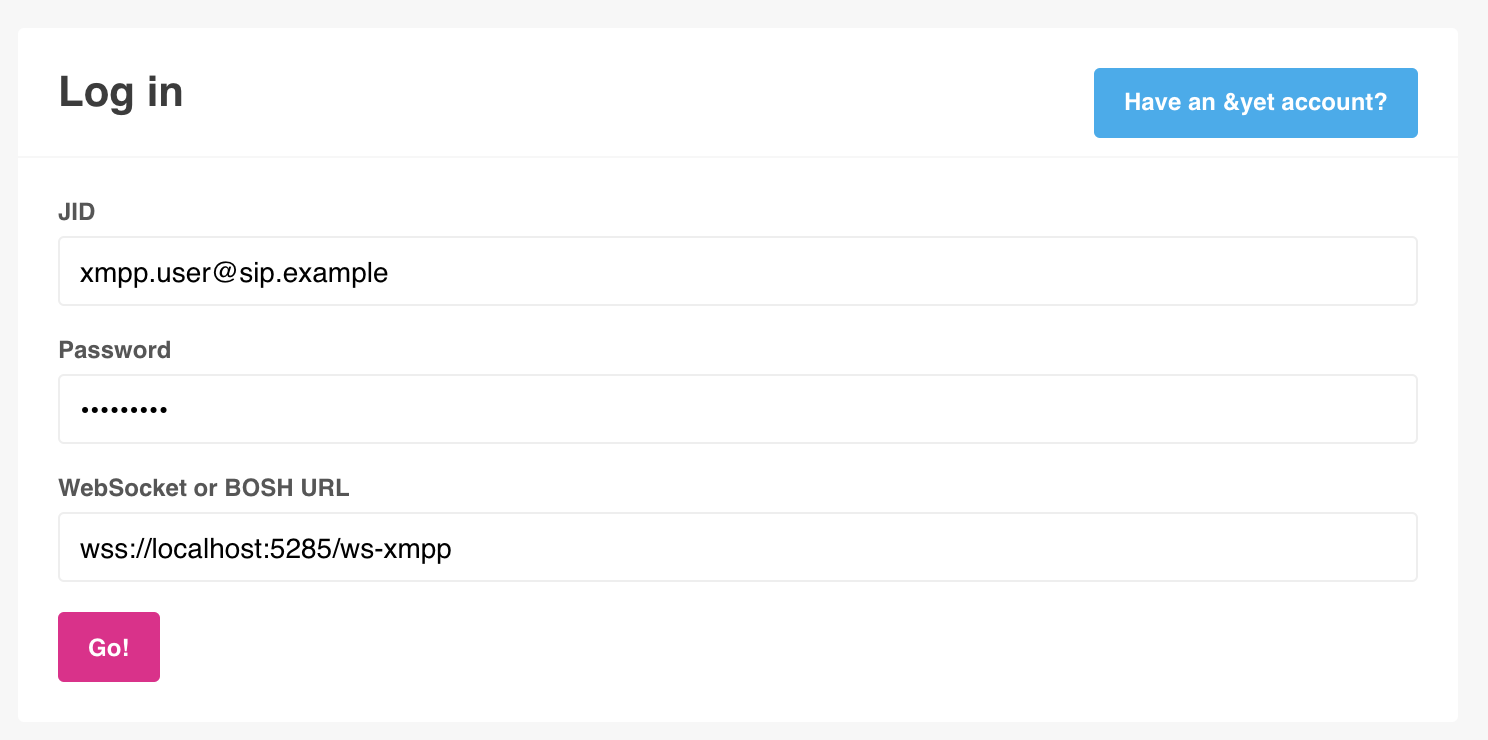 Log in
Have an &yet account?
JID
xmpp.user@sip.example
Password
•••••••••
WebSocket or BOSH URL
wss://localhost:5285/ws-xmpp
Go!